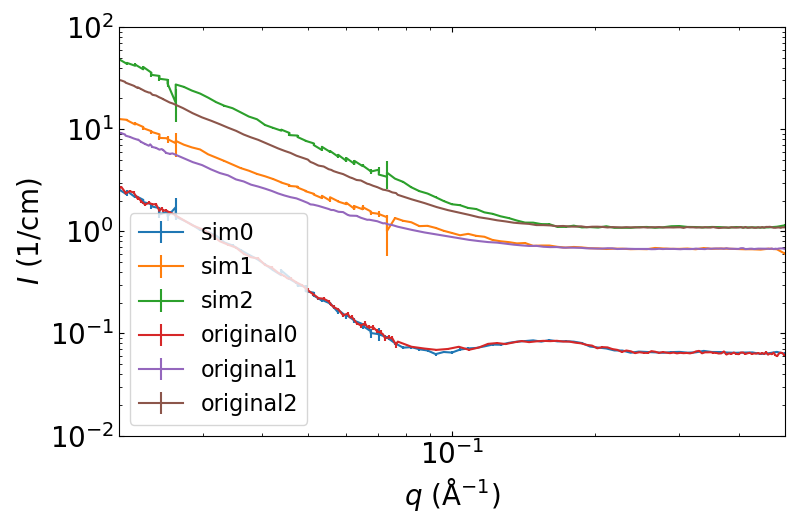 10²
10¹
10⁰
10⁻¹
10⁻²
I (1/cm)
sim0
sim1
sim2
original0
original1
original2
10⁻¹
q (Å⁻¹)